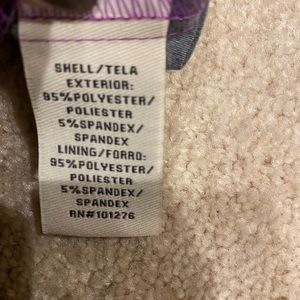 SHELL/TELA
EXTERIOR:
95%POLYESTER/
POLIESTER
5%SPANDEX/
SPANDEX
LINING/FORRO:
95%POLYESTER/
POLIESTER
5%SPANDEX/
SPANDEX
RN#101276